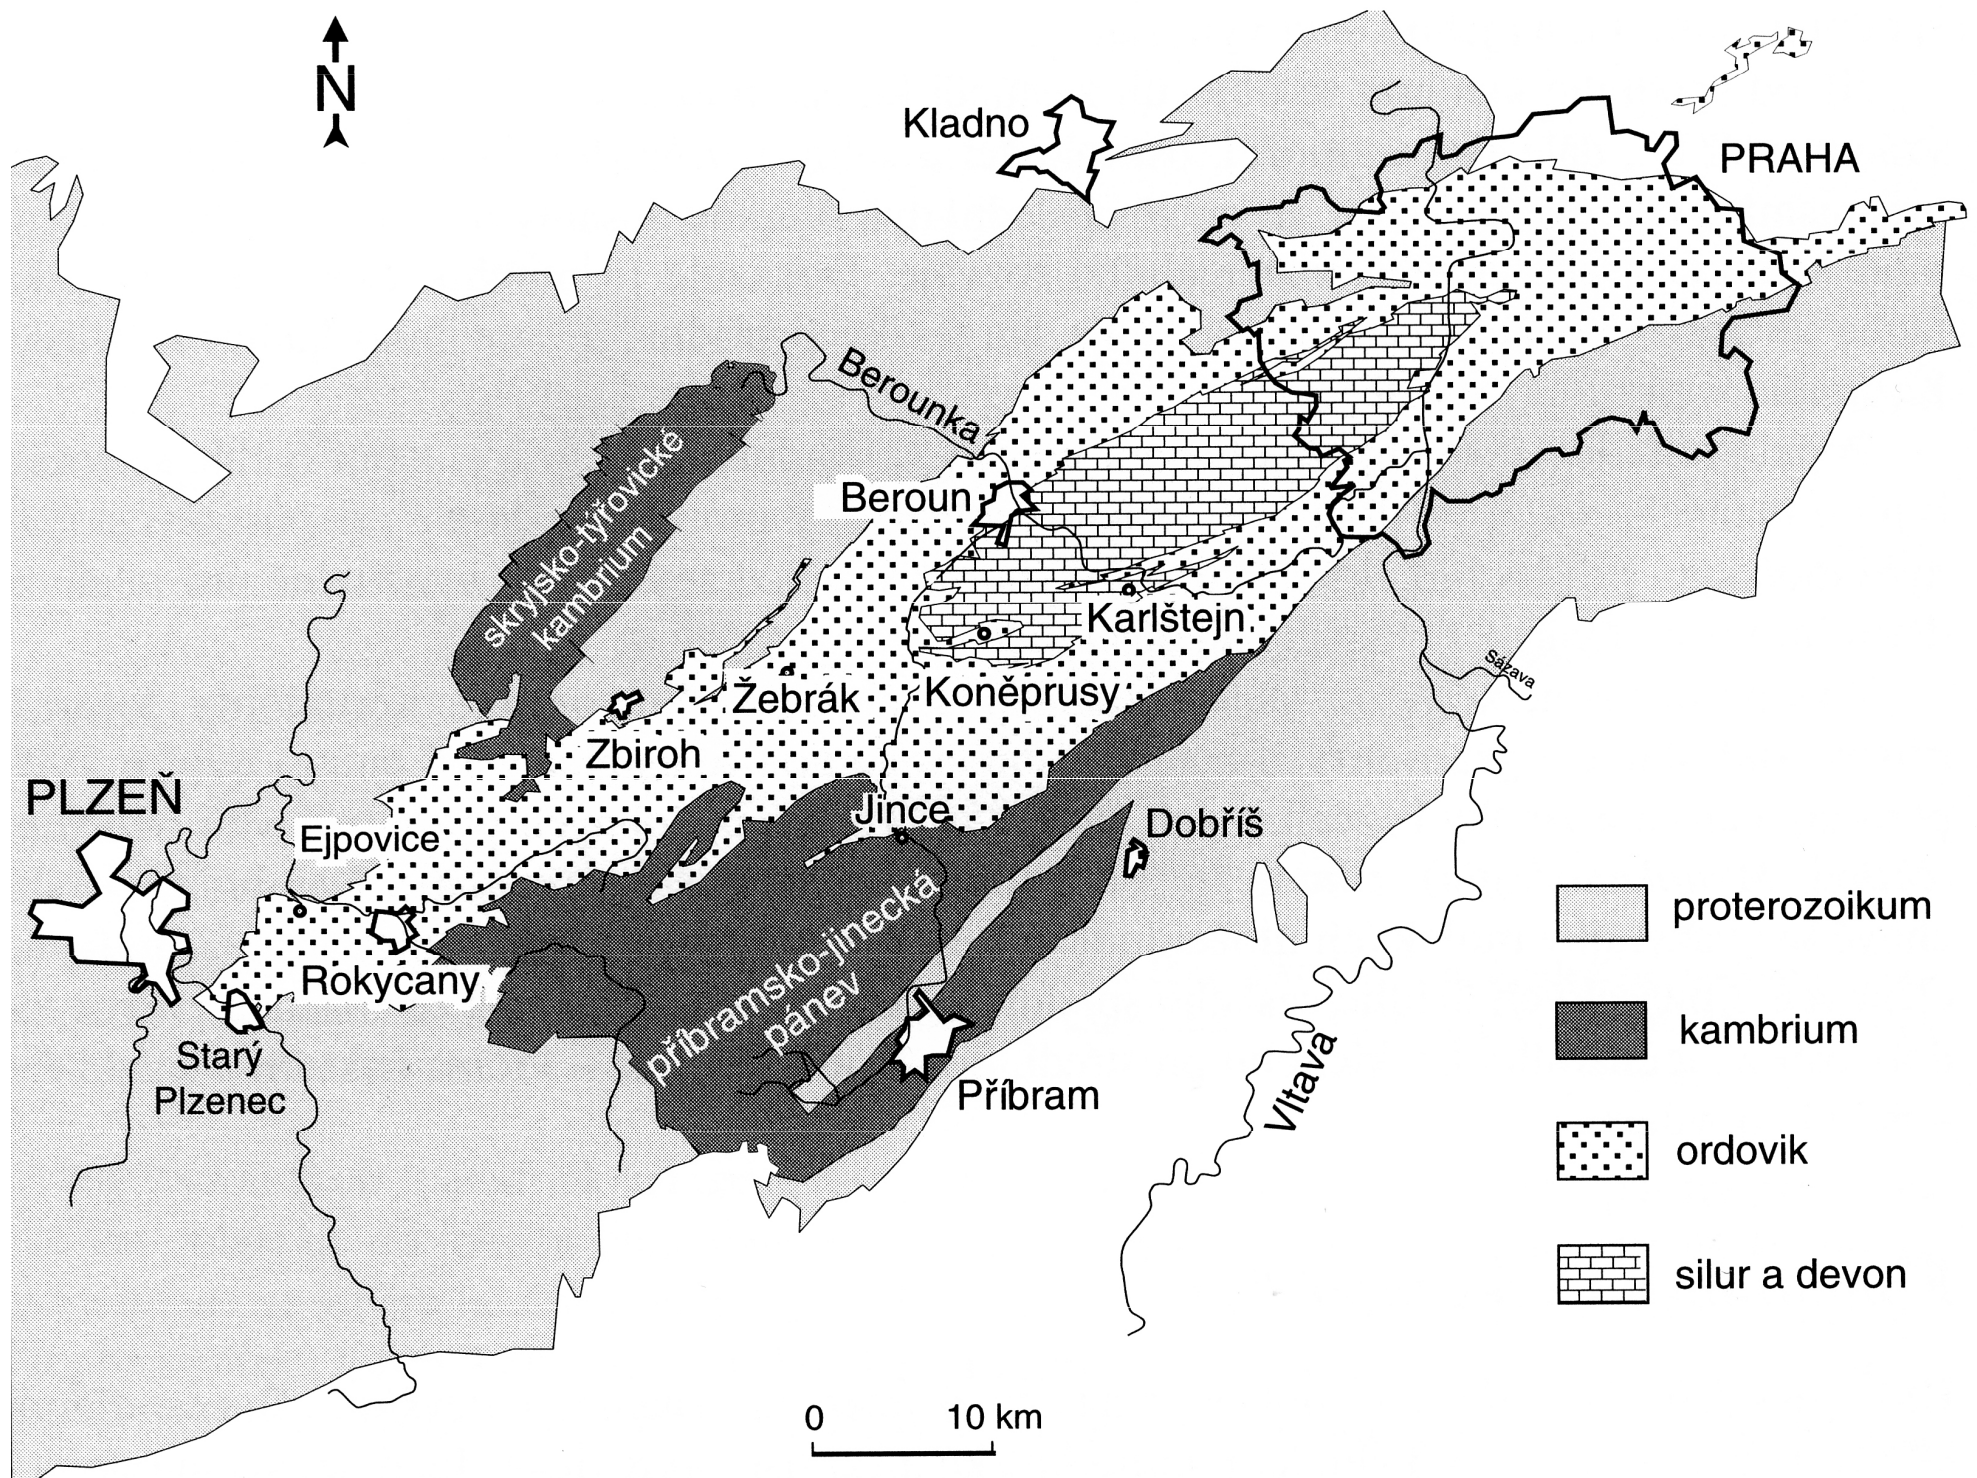 N
Kladno
PRAHA
Berounka
skryjsko-týřovické
kambrium
Beroun
Karlštejn
Sázava
Žebrák
Koněprusy
Zbiroh
PLZEŇ
Jince
Dobříš
Ejpovice
proterozoikum
příbramsko-jinecká
pánev
Rokycany
kambrium
Starý
Plzenec
Příbram
Vltava
ordovik
silur a devon
0 10 km